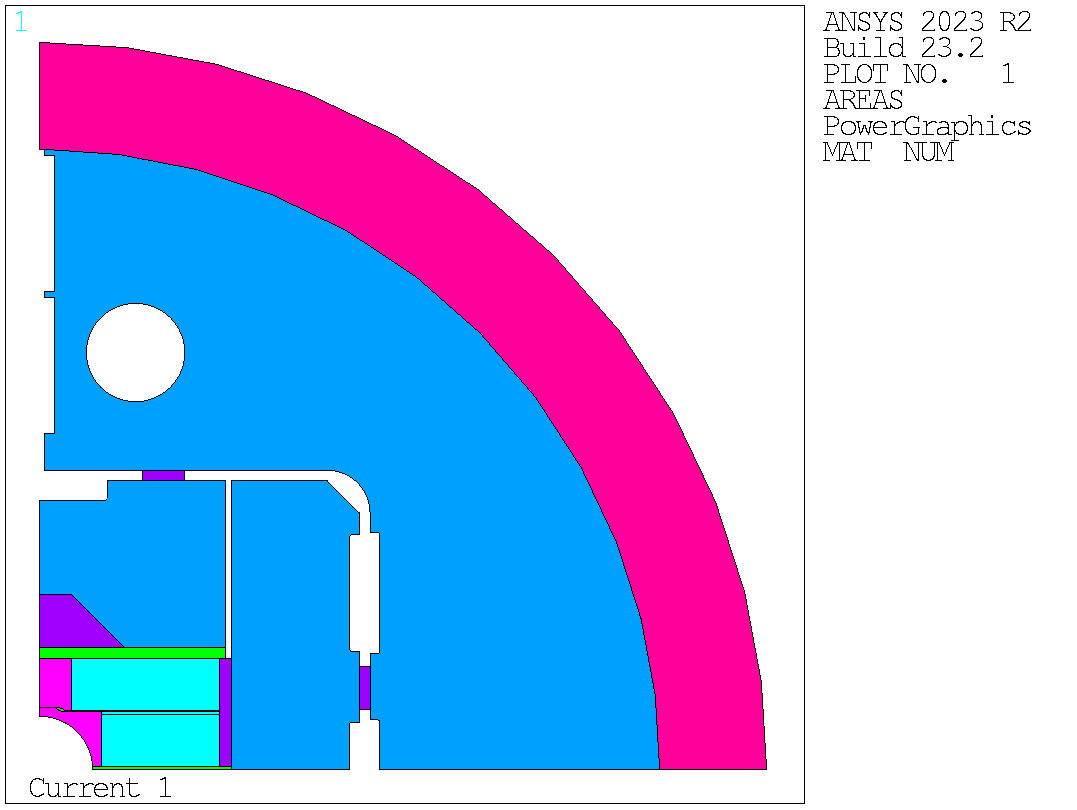 1
ANSYS 2023 R2
Build 23.2
PLOT NO.   1
AREAS
PowerGraphics
MAT  NUM
Current 1